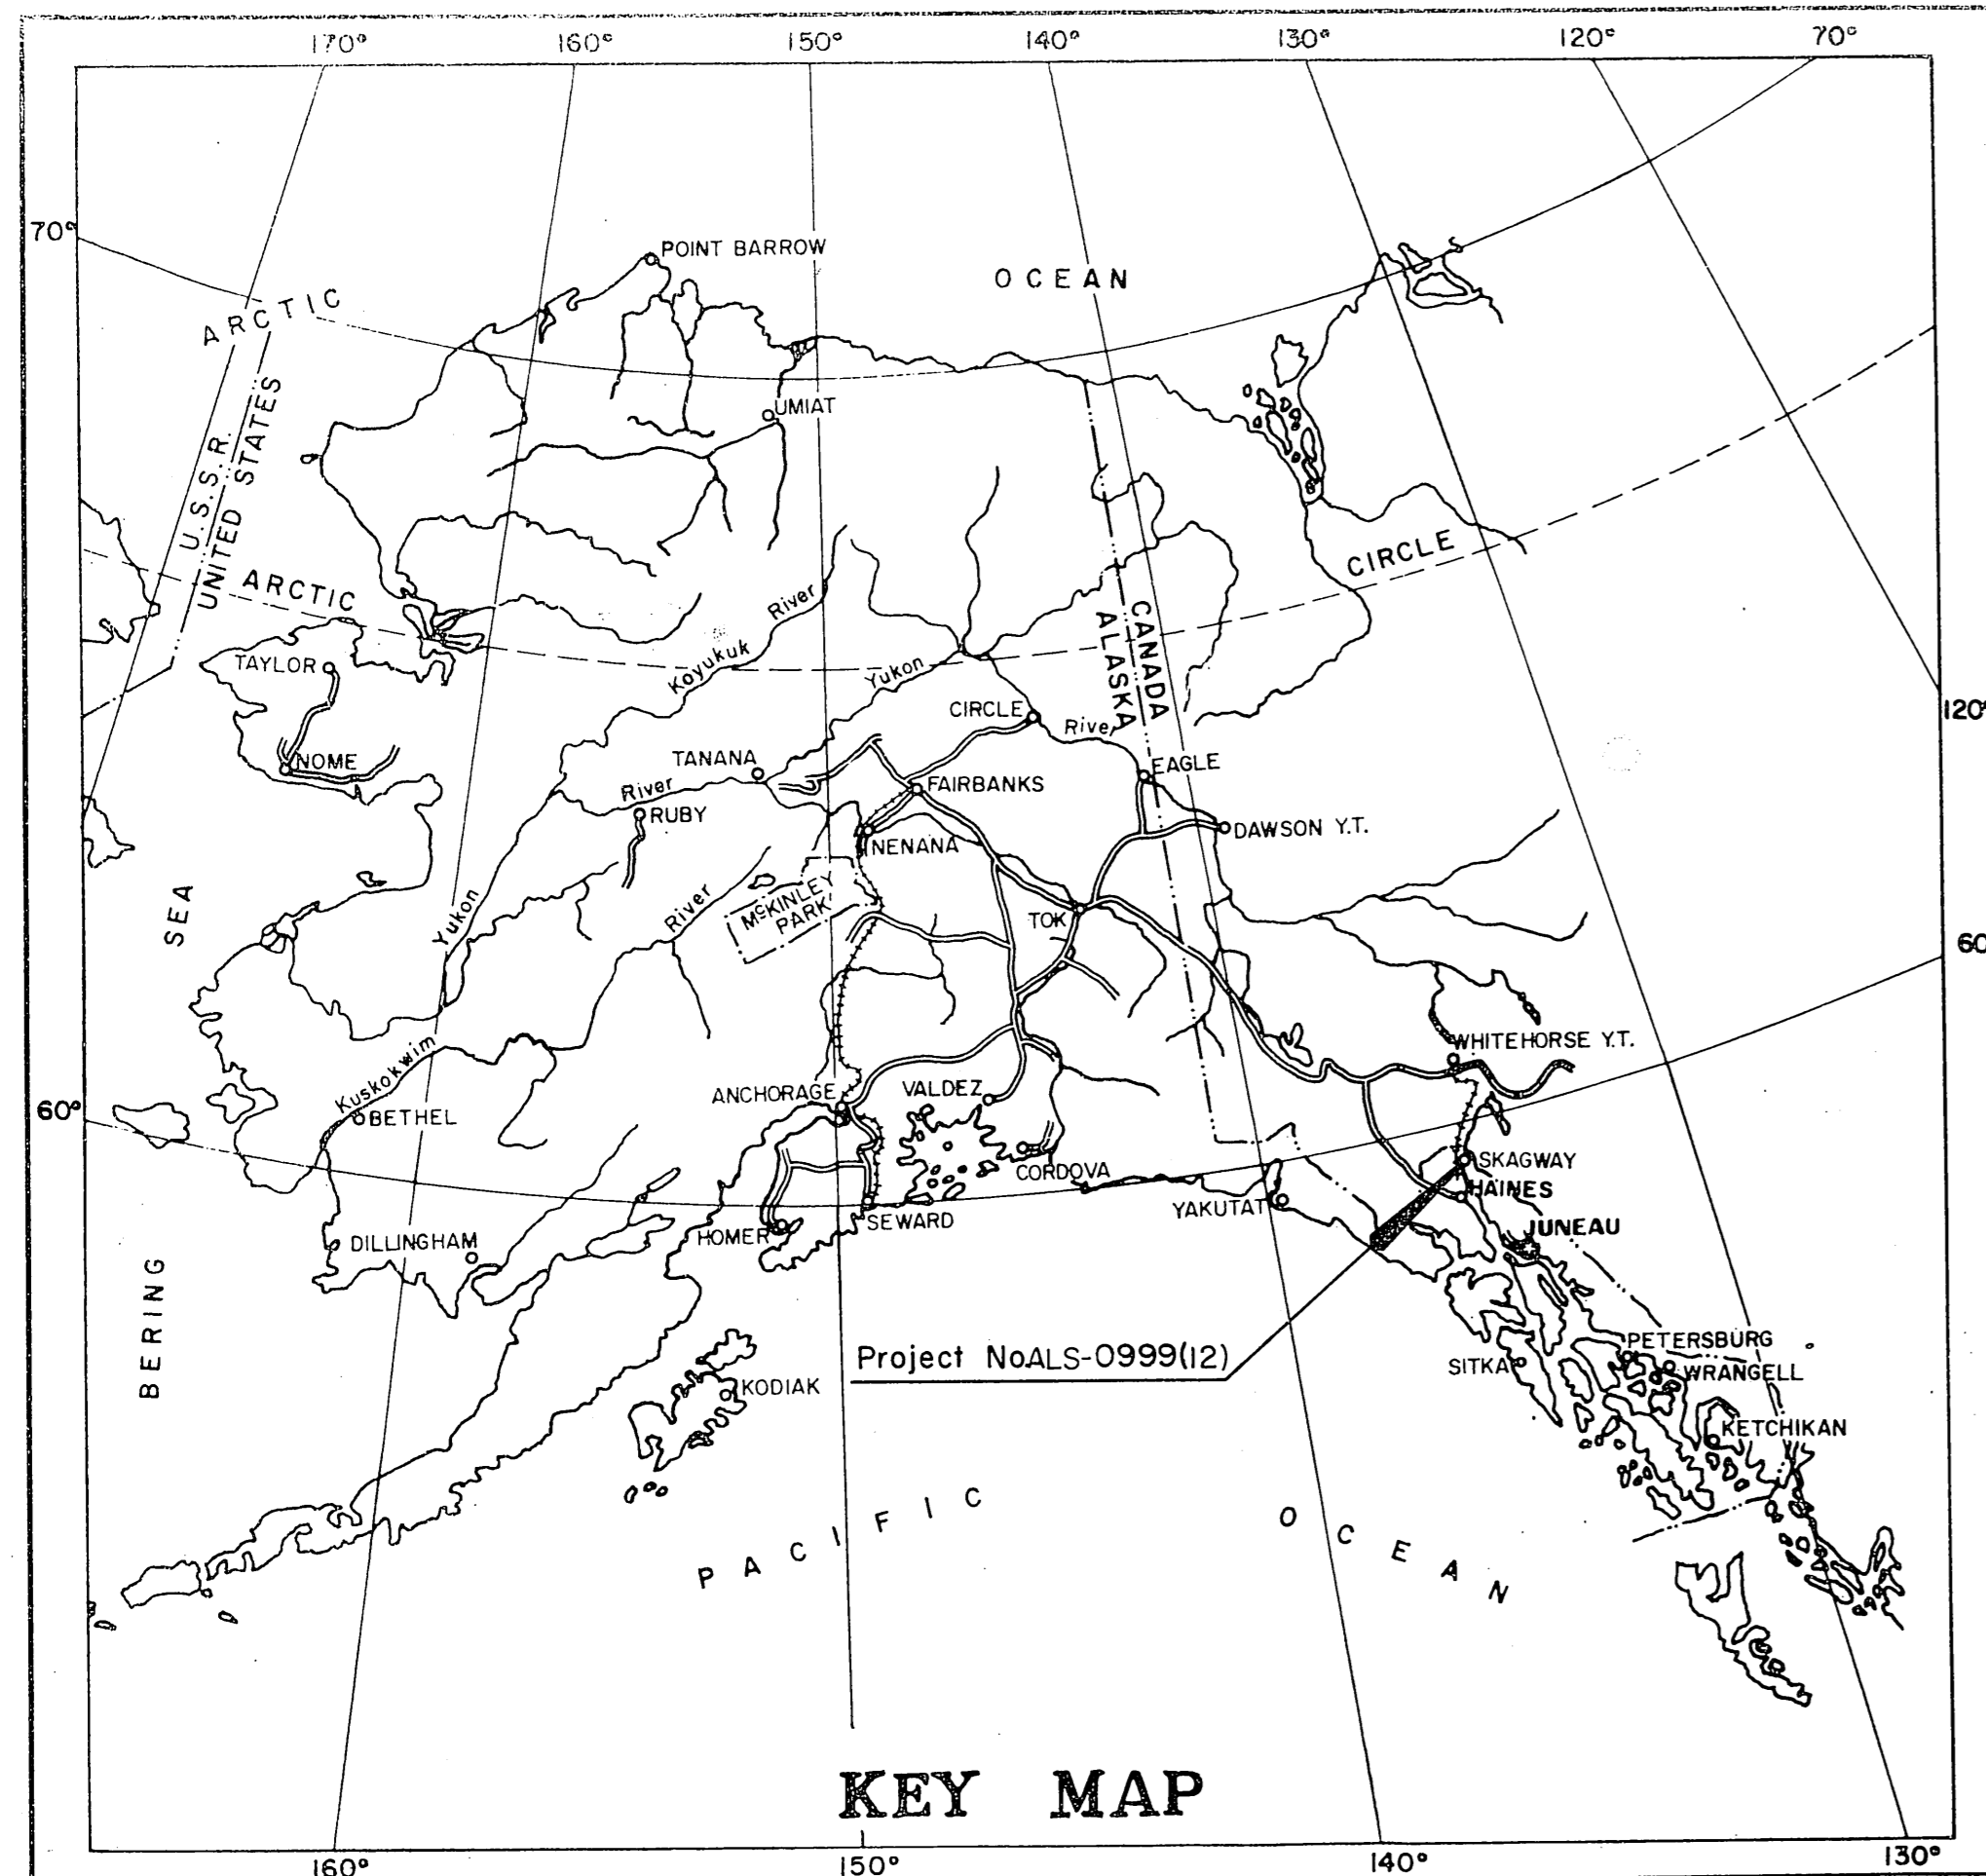 170° 160° 150° 140° 130° 120° 70°
70°
POINT BARROW
OCEAN
ARCTIC
UMIAT
U.S.S.R.
UNITED STATES
ARCTIC
CIRCLE
River
Koyukuk
Yukon
CANADA
ALASKA
TAYLOR
CIRCLE
River
120°
NOME
TANANA
EAGLE
River
FAIRBANKS
RUBY
DAWSON Y.T.
NENANA
McKINLEY
PARK
River
SEA
Yukon
TOK
60
WHITEHORSE Y.T.
Kuskokwim
ANCHORAGE
VALDEZ
60°
BETHEL
CORDOVA
SKAGWAY
HAINES
YAKUTAT
SEWARD
HOMER
JUNEAU
DILLINGHAM
BERING
PETERSBURG
Project No.ALS-0999(12)
SITKA
WRANGELL
KODIAK
KETCHIKAN
PACIFIC
OCEAN
KEY MAP
160° 150° 140° 130°